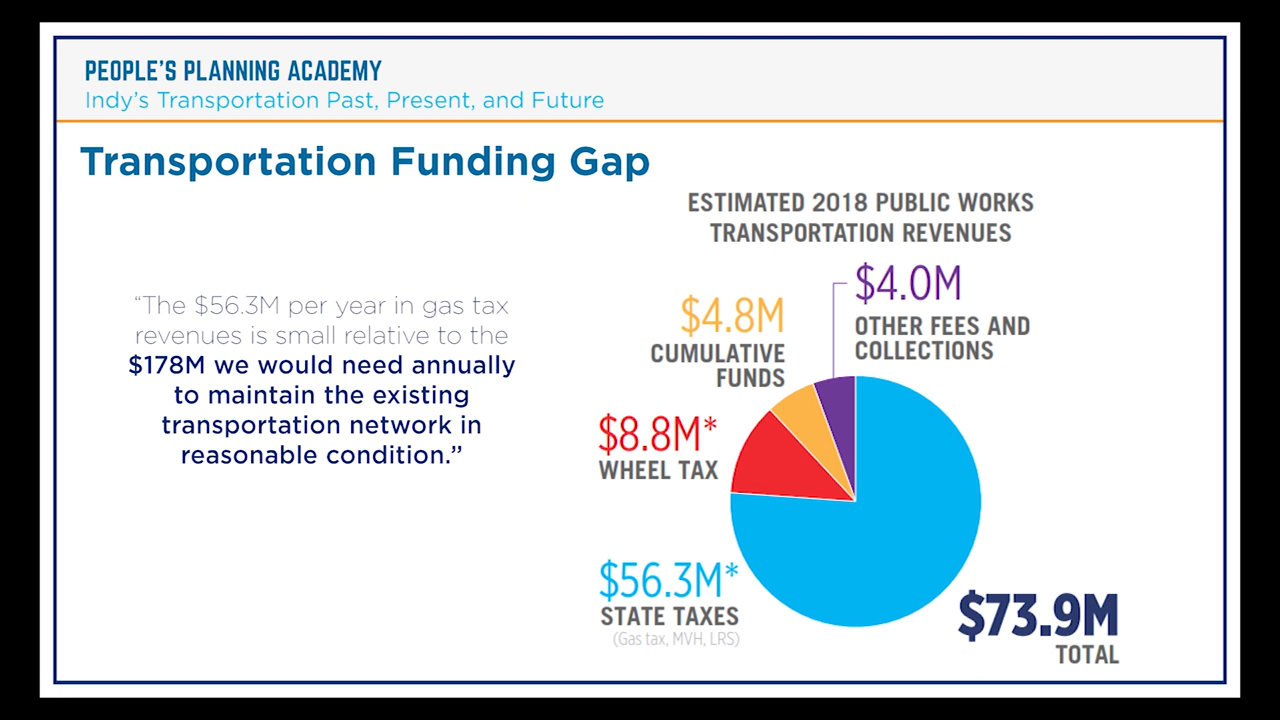 PEOPLE'S PLANNING ACADEMY
Indy's Transportation Past, Present, and Future
Transportation Funding Gap
"The $56.3M per year in gas tax
revenues is small relative to the
$178M we would need annually
to maintain the existing
transportation network in
reasonable condition."
ESTIMATED 2018 PUBLIC WORKS
TRANSPORTATION REVENUES
$4.0M
OTHER FEES AND
COLLECTIONS
$4.8M
CUMULATIVE
FUNDS
$8.8M*
WHEEL TAX
$56.3M*
STATE TAXES
(Gas tax, MVH, LRS)
$73.9M
TOTAL